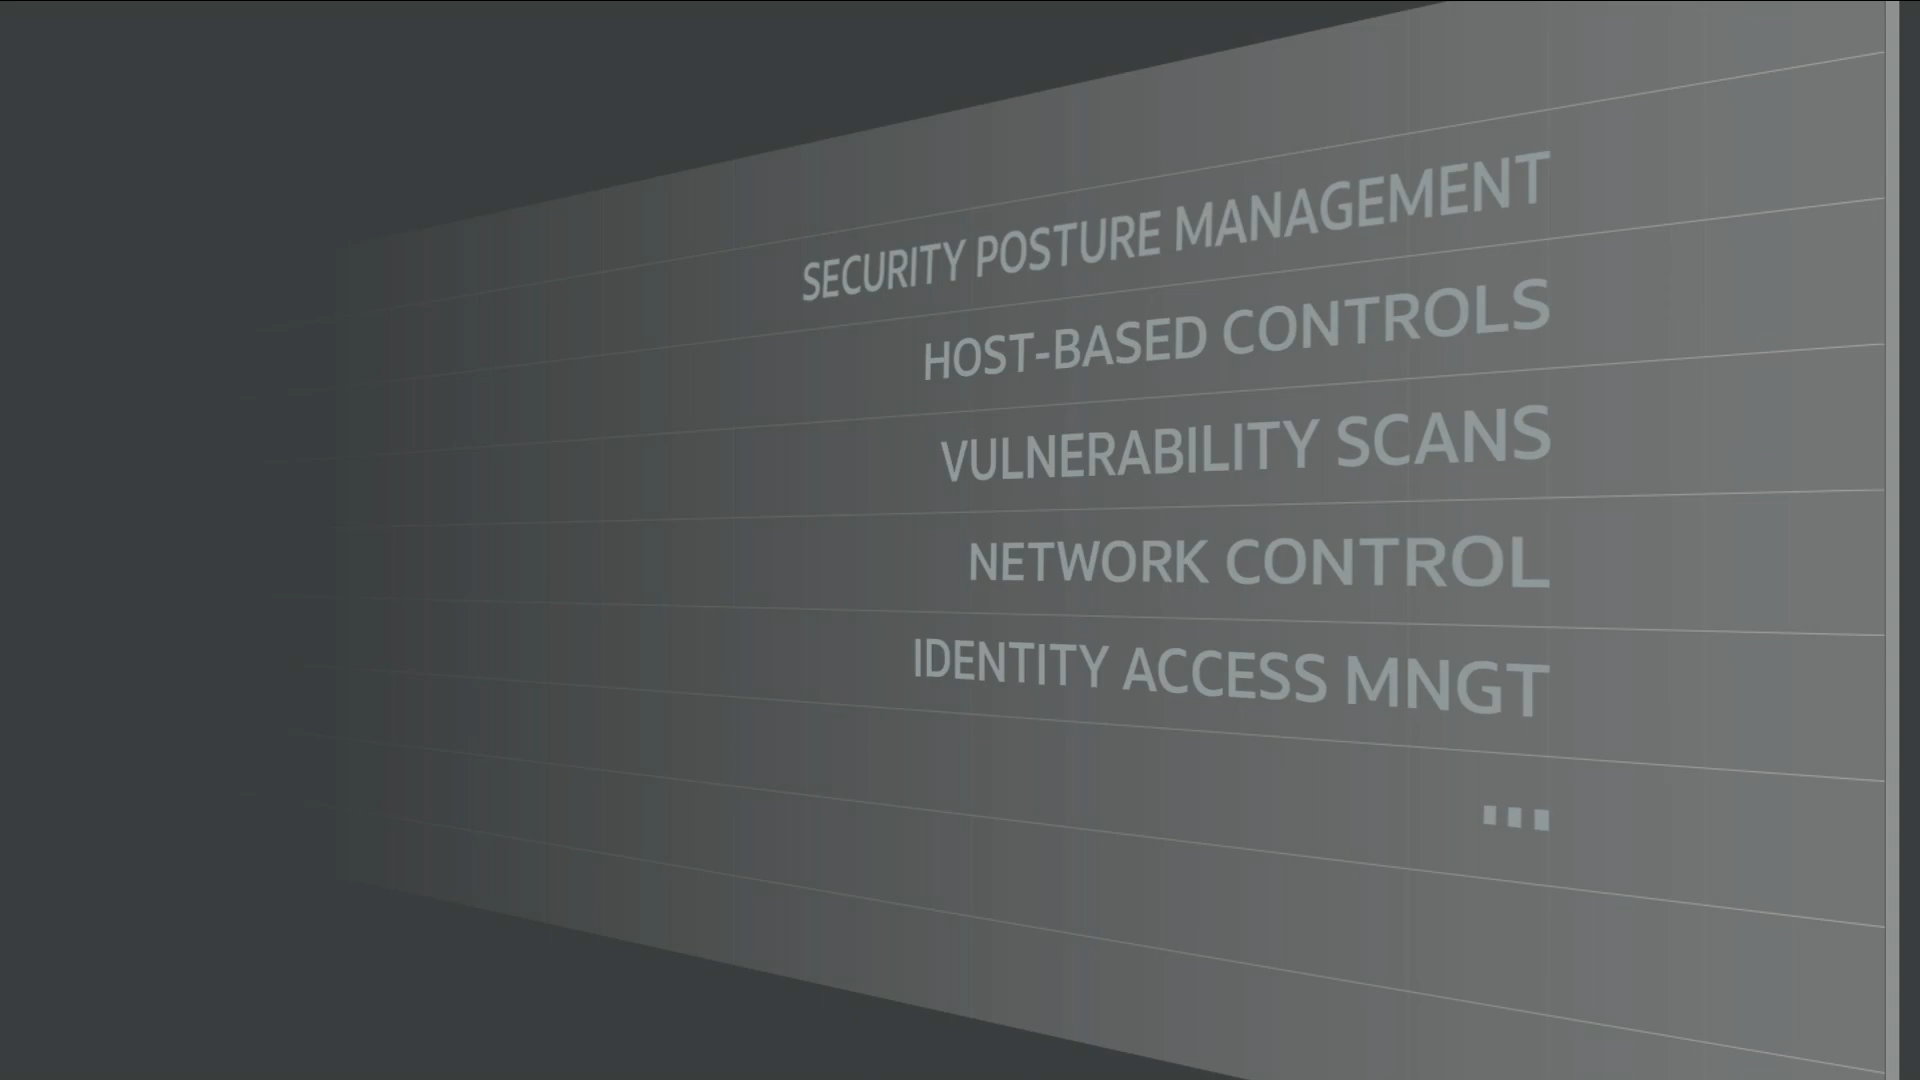 SECURITY POSTURE MANAGEMENT
HOST-BASED CONTROLS
VULNERABILITY SCANS
NETWORK CONTROL
IDENTITY ACCESS MNGT
...